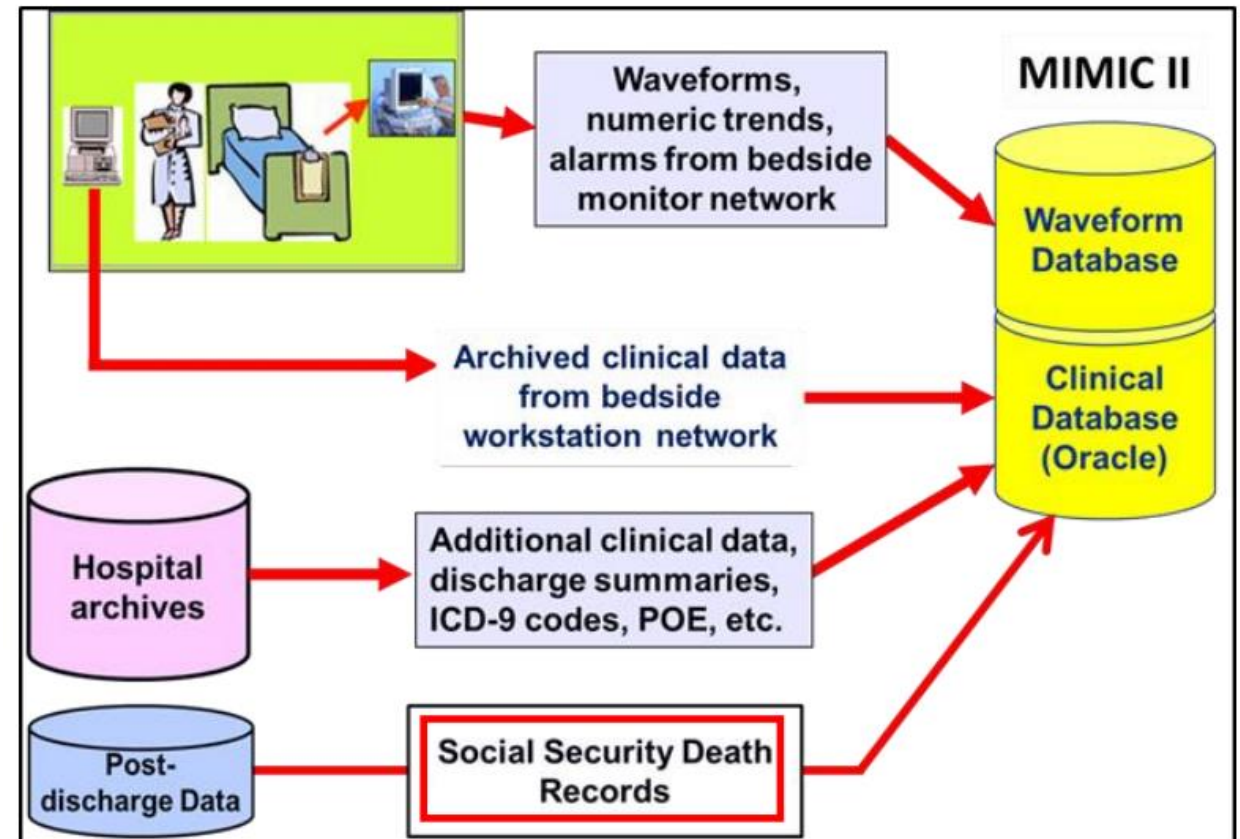 Waveforms,
numeric trends,
alarms from bedside
monitor network
MIMIC II
Waveform
Database
Archived clinical data
from bedside
workstation network
Clinical
Database
(Oracle)
Hospital
archives
Additional clinical data,
discharge summaries,
ICD-9 codes, POE, etc.
Post-
discharge Data
Social Security Death
Records